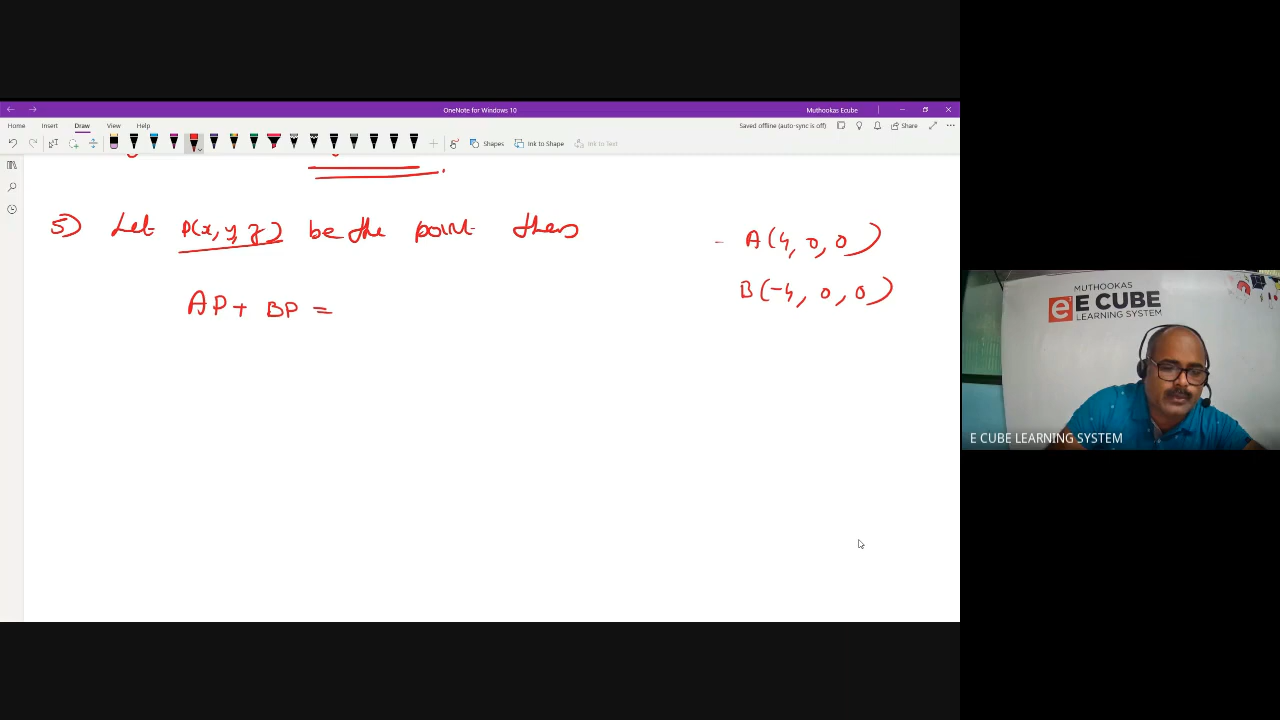 OneNote for Windows 10
Muthookas Ecube
Home Insert Draw View Help
Saved offline (auto-sync is off) Share
Shapes Ink to Shape Ink to Text
5) Let P(x, y, z) be the point then
A(4, 0, 0)
B(-4, 0, 0)
AP + BP =
MUTHOOKAS
e E CUBE
LEARNING SYSTEM
E CUBE LEARNING SYSTEM